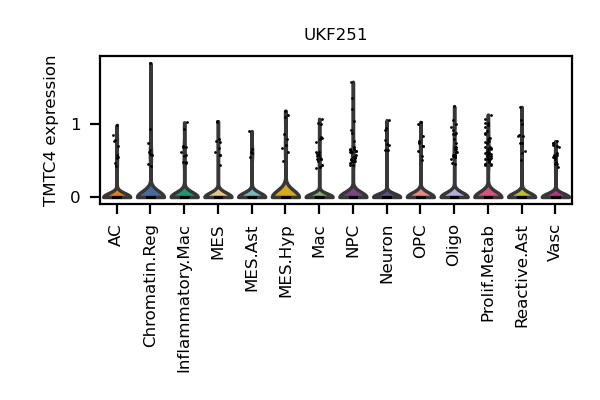 UKF251
TMTC4 expression
1
0
AC
Chromatin.Reg
Inflammatory.Mac
MES
MES.Ast
MES.Hyp
Mac
NPC
Neuron
OPC
Oligo
Prolif.Metab
Reactive.Ast
Vasc